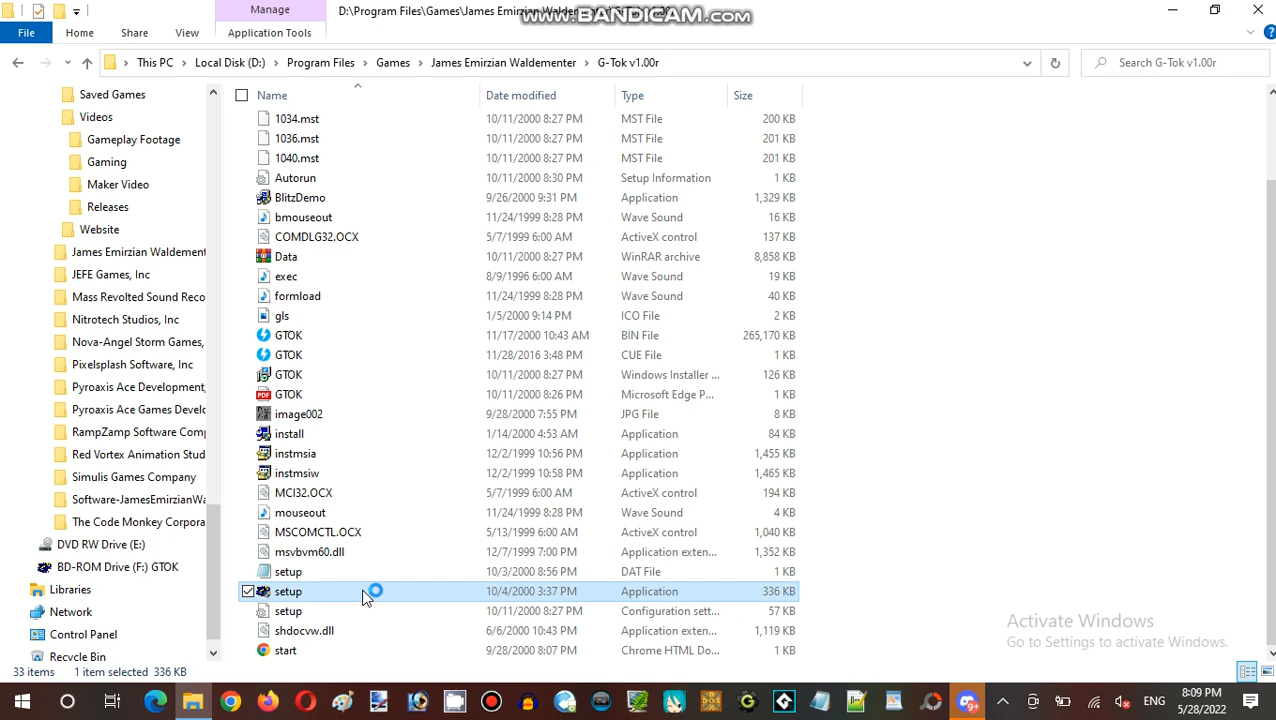 Manage
D:\Program Files\Games\James Emirzian Waldementer\G-Tok v1.00r
www.BANDICAM.com
File
Home
Share
View
Application Tools
This PC
Local Disk (D:)
Program Files
Games
James Emirzian Waldementer
G-Tok v1.00r
Search G-Tok v1.00r
Name
Date modified
Type
Size
Saved Games
Videos
Gameplay Footage
Gaming
Maker Video
Releases
Website
James Emirzian Waldement
JEFE Games, Inc
Mass Revolted Sound Reco
Nitrotech Studios, Inc
Nova-Angel Storm Games,
Pixelsplash Software, Inc
Pyroaxis Ace Development,
Pyroaxis Ace Games Develo
RampZamp Software Comp
Red Vortex Animation Stud
Simulis Games Company
Software-JamesEmirzianWa
The Code Monkey Corpora
DVD RW Drive (E:)
BD-ROM Drive (F:) GTOK
Libraries
Network
Control Panel
Recycle Bin
1034.mst 10/11/2000 8:27 PM MST File 200 KB
1036.mst 10/11/2000 8:27 PM MST File 201 KB
1040.mst 10/11/2000 8:27 PM MST File 201 KB
Autorun 10/11/2000 8:30 PM Setup Information 1 KB
BlitzDemo 9/26/2000 9:31 PM Application 1,329 KB
bmouseout 11/24/1999 8:28 PM Wave Sound 16 KB
COMDLG32.OCX 5/7/1999 6:00 AM ActiveX control 137 KB
Data 10/11/2000 8:27 PM WinRAR archive 8,858 KB
exec 8/9/1996 6:00 AM Wave Sound 19 KB
formload 11/24/1999 8:28 PM Wave Sound 40 KB
gls 1/5/2000 9:14 PM ICO File 2 KB
GTOK 11/17/2000 10:43 AM BIN File 265,170 KB
GTOK 11/28/2016 3:48 PM CUE File 1 KB
GTOK 10/11/2000 8:27 PM Windows Installer ... 126 KB
GTOK 10/11/2000 8:26 PM Microsoft Edge P... 1 KB
image002 9/28/2000 7:55 PM JPG File 8 KB
install 1/14/2000 4:53 AM Application 84 KB
instmsia 12/2/1999 10:56 PM Application 1,455 KB
instmsiw 12/2/1999 10:58 PM Application 1,465 KB
MCI32.OCX 5/7/1999 6:00 AM ActiveX control 194 KB
mouseout 11/24/1999 8:28 PM Wave Sound 4 KB
MSCOMCTL.OCX 5/13/1999 6:00 AM ActiveX control 1,040 KB
msvbvm60.dll 12/7/1999 7:00 PM Application exten... 1,352 KB
setup 10/3/2000 8:56 PM DAT File 1 KB
setup 10/4/2000 3:37 PM Application 336 KB
setup 10/11/2000 8:27 PM Configuration sett... 57 KB
shdocvw.dll 6/6/2000 10:43 PM Application exten... 1,119 KB
start 9/28/2000 8:07 PM Chrome HTML Do... 1 KB
Activate Windows
Go to Settings to activate Windows.
33 items
1 item selected 336 KB
9+
ENG
8:09 PM
5/28/2022